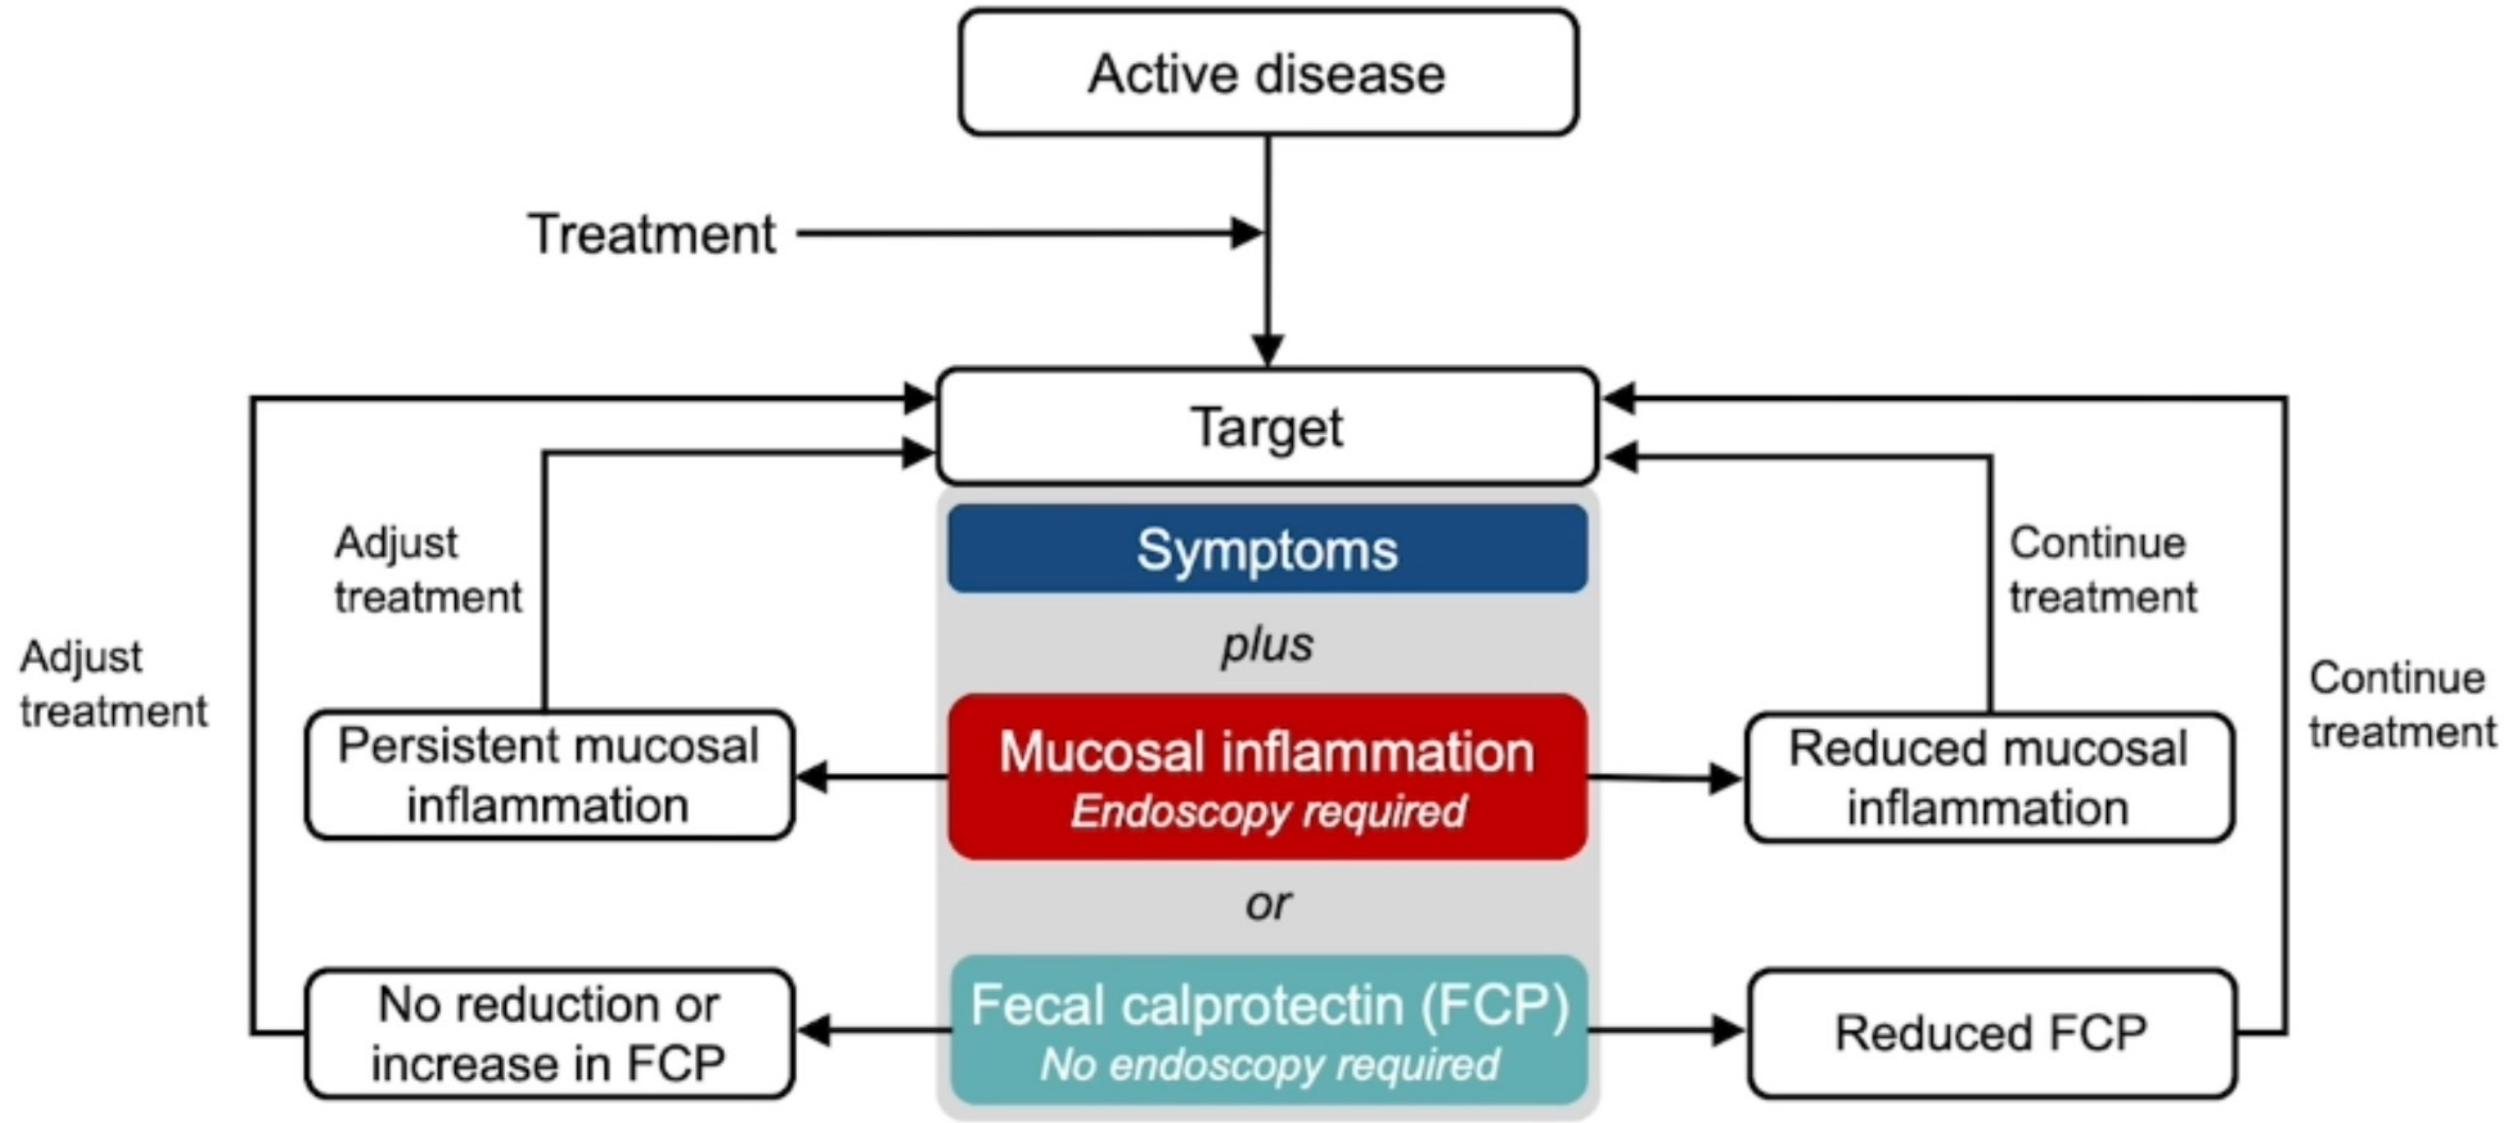 Active disease
Treatment
Target
Symptoms
plus
Adjust
treatment
Continue
treatment
Adjust
treatment
Continue
treatment
Persistent mucosal
inflammation
Mucosal inflammation
Endoscopy required
Reduced mucosal
inflammation
or
No reduction or
increase in FCP
Fecal calprotectin (FCP)
No endoscopy required
Reduced FCP